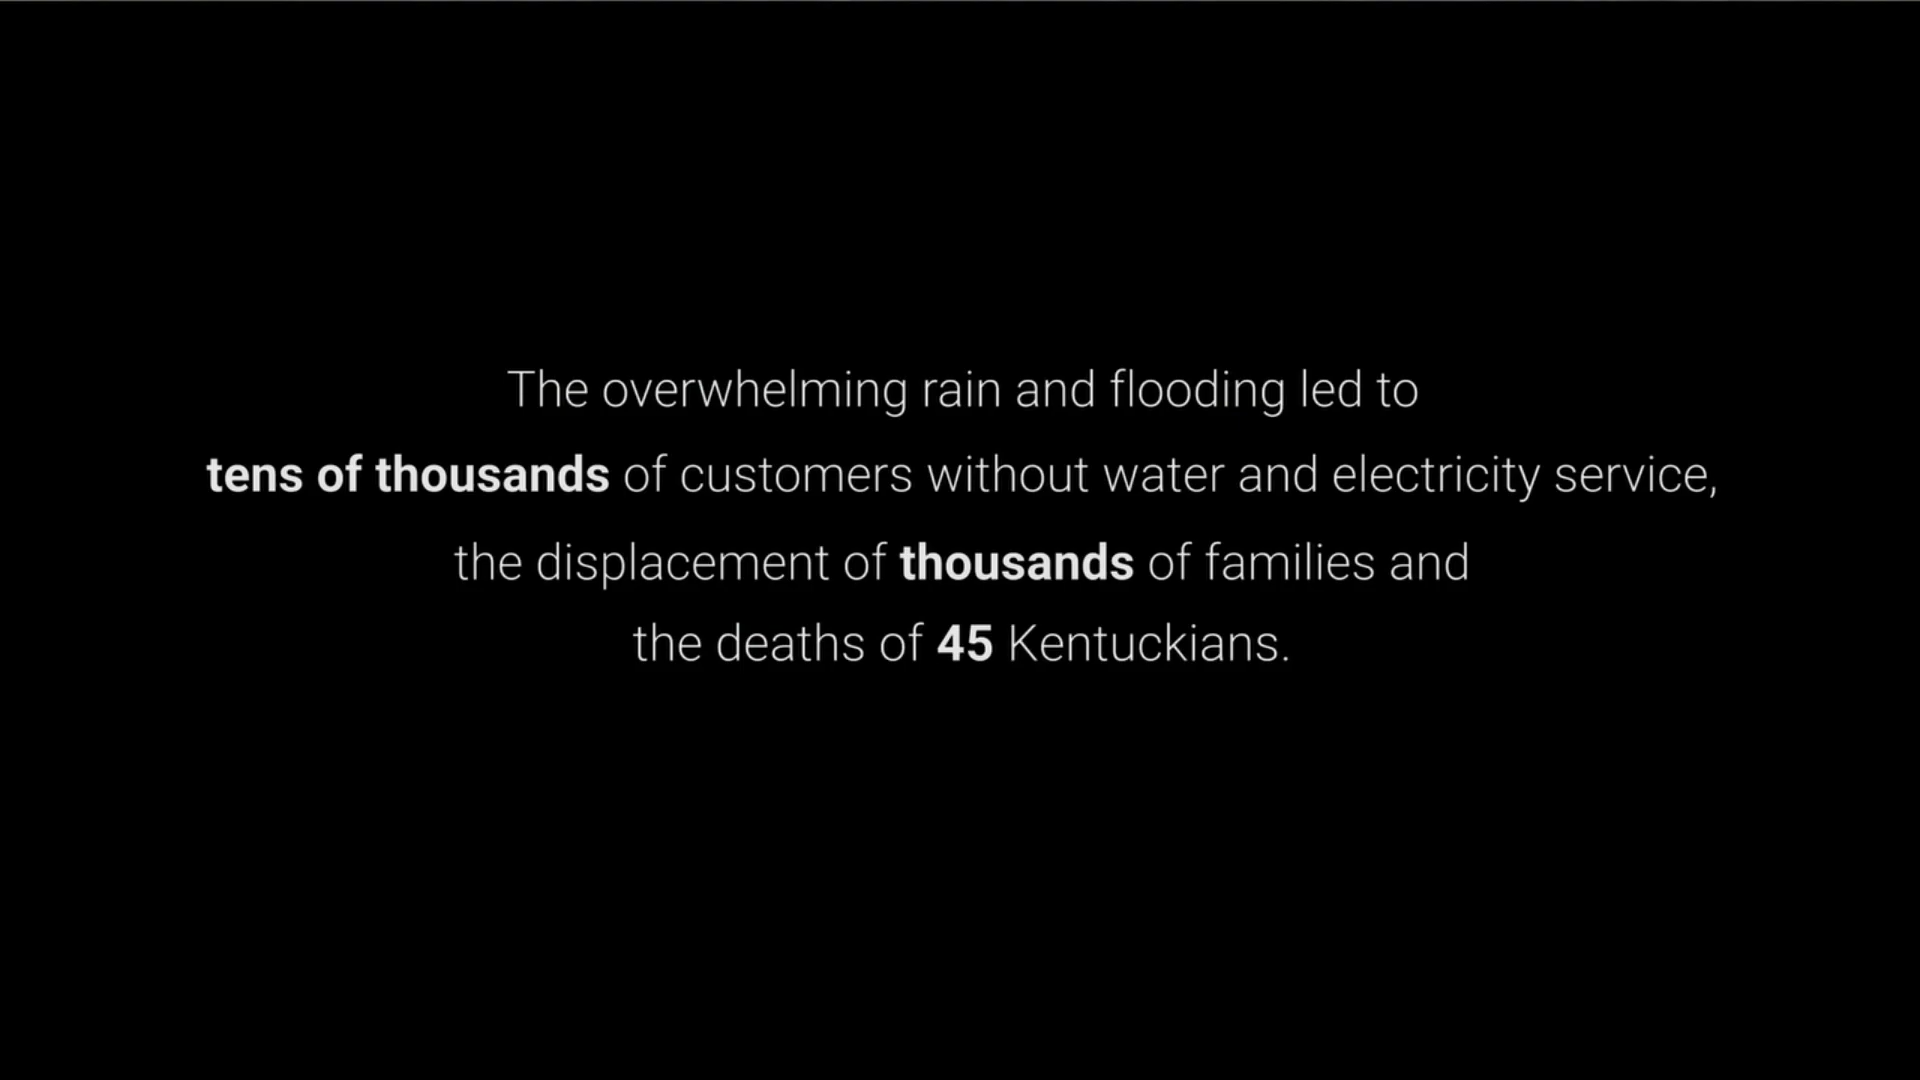 The overwhelming rain and flooding led to
tens of thousands of customers without water and electricity service,
the displacement of thousands of families and
the deaths of 45 Kentuckians.